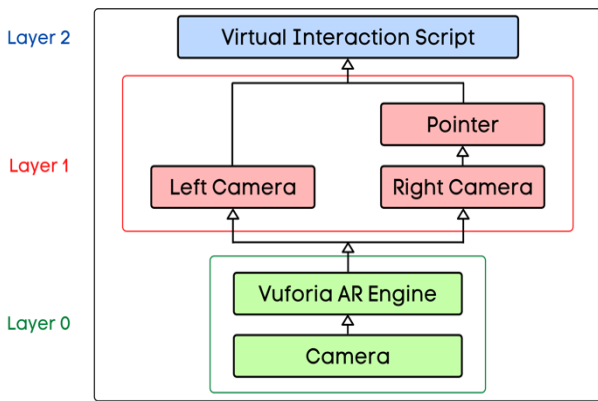 Layer 2
Virtual Interaction Script
Layer 1
Pointer
Left Camera
Right Camera
Layer 0
Vuforia AR Engine
Camera